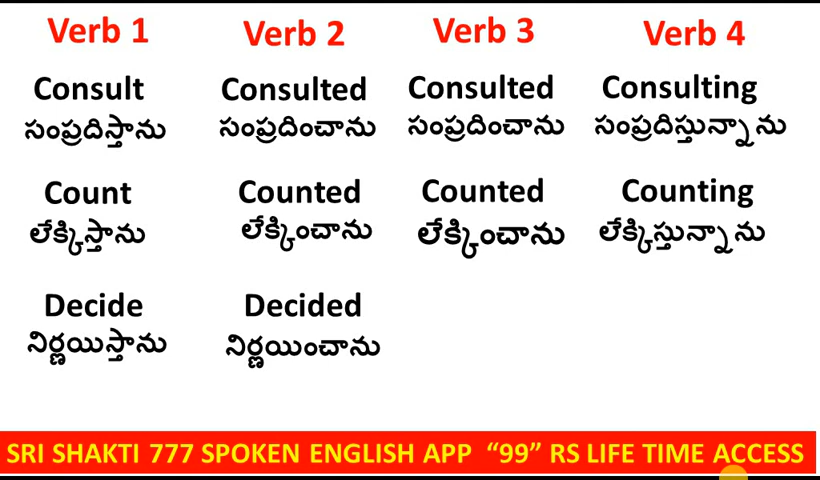 Verb 1 Verb 2 Verb 3 Verb 4
Consult Consulted Consulted Consulting
సంప్రదిస్తాను సంప్రదించాను సంప్రదించాను సంప్రదిస్తున్నాను
Count Counted Counted Counting
లేక్కిస్తాను లేక్కించాను లేక్కించాను లేక్కిస్తున్నాను
Decide Decided
నిర్ణయిస్తాను నిర్ణయించాను
SRI SHAKTI 777 SPOKEN ENGLISH APP “99” RS LIFE TIME ACCESS